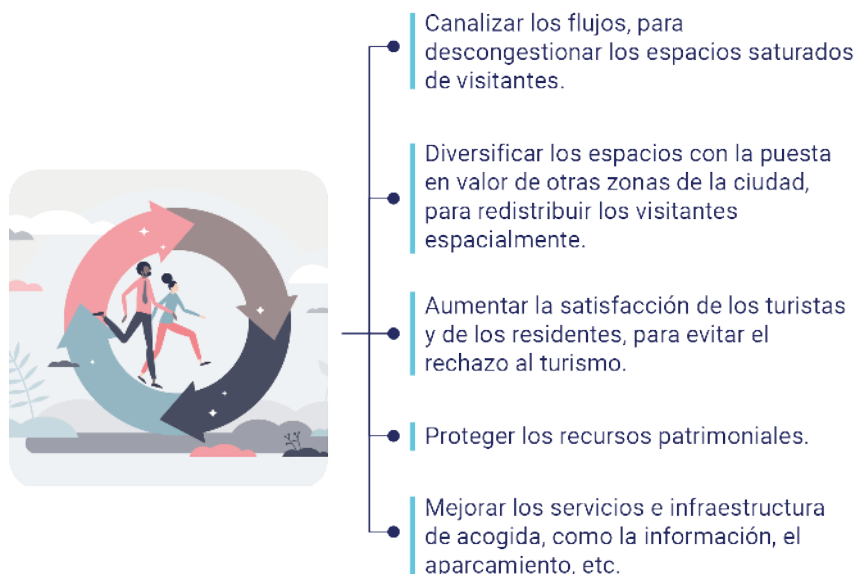 Canalizar los flujos, para
descongestionar los espacios saturados
de visitantes.
Diversificar los espacios con la puesta
en valor de otras zonas de la ciudad,
para redistribuir los visitantes
espacialmente.
Aumentar la satisfacción de los turistas
y de los residentes, para evitar el
rechazo al turismo.
Proteger los recursos patrimoniales.
Mejorar los servicios e infraestructura
de acogida, como la información, el
aparcamiento, etc.